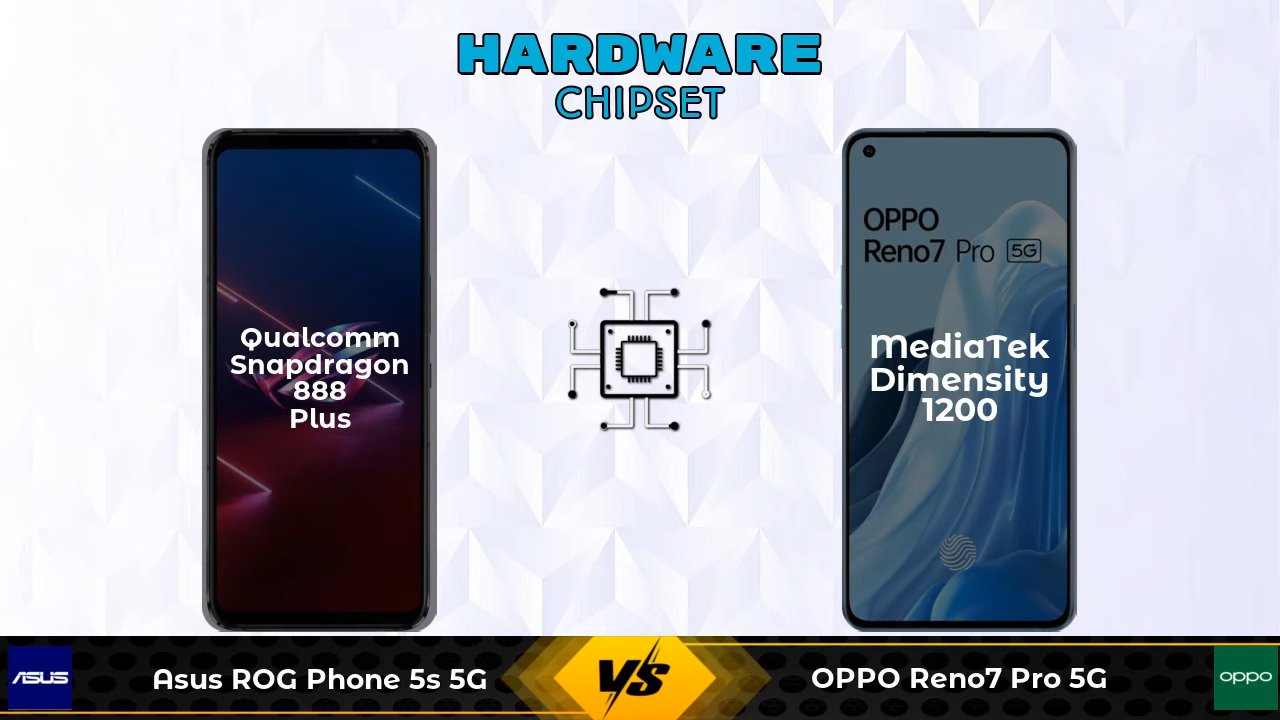 HARDWARE
CHIPSET
Qualcomm
Snapdragon
888
Plus
OPPO
Reno7 Pro 5G
MediaTek
Dimensity
1200
ASUS
Asus ROG Phone 5s 5G
VS
OPPO Reno7 Pro 5G
oppo